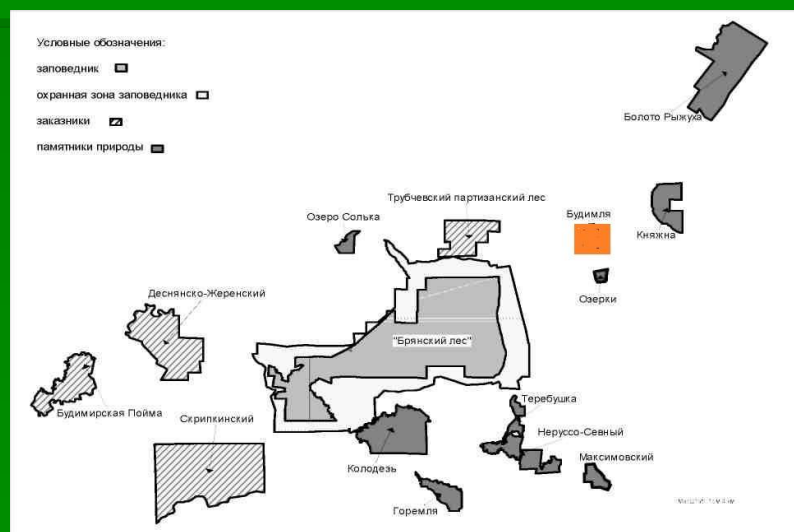 Условные обозначения:
заповедник
охранная зона заповедника
заказники
памятники природы
Болото Рыжуха
Трубчевский партизанский лес
Озеро Солька
Будимля
Княжна
Озерки
Деснянско-Жеренский
"Брянский лес"
Теребушка
Будимирская Пойма
Скрипкинский
Неруссо-Севный
Колодезь
Максимовский
Горемля